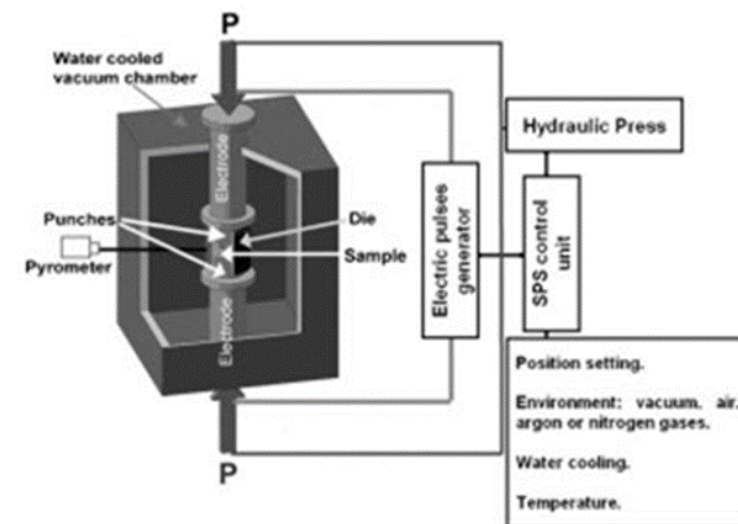 P
Water cooled
vacuum chamber
Hydraulic Press
Electrode
Punches
Die
Pyrometer
Sample
Electric pulses
generator
SPS control
unit
Electrode
P
Position setting.
Environment: vacuum, air,
argon or nitrogen gases.
Water cooling.
Temperature.